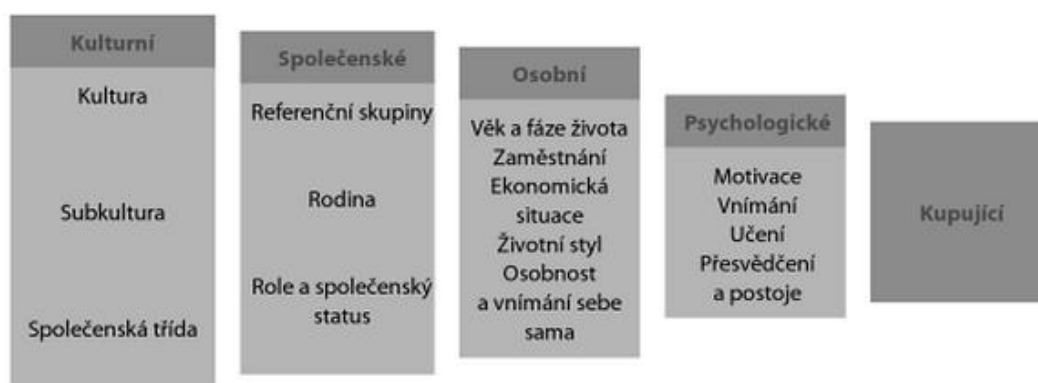 Kulturní
Kultura
Subkultura
Společenská třída
Společenské
Referenční skupiny
Rodina
Role a společenský
status
Osobní
Věk a fáze života
Zaměstnání
Ekonomická
situace
Životní styl
Osobnost
a vnímání sebe
sama
Psychologické
Motivace
Vnímání
Učení
Přesvědčení
a postoje
Kupující